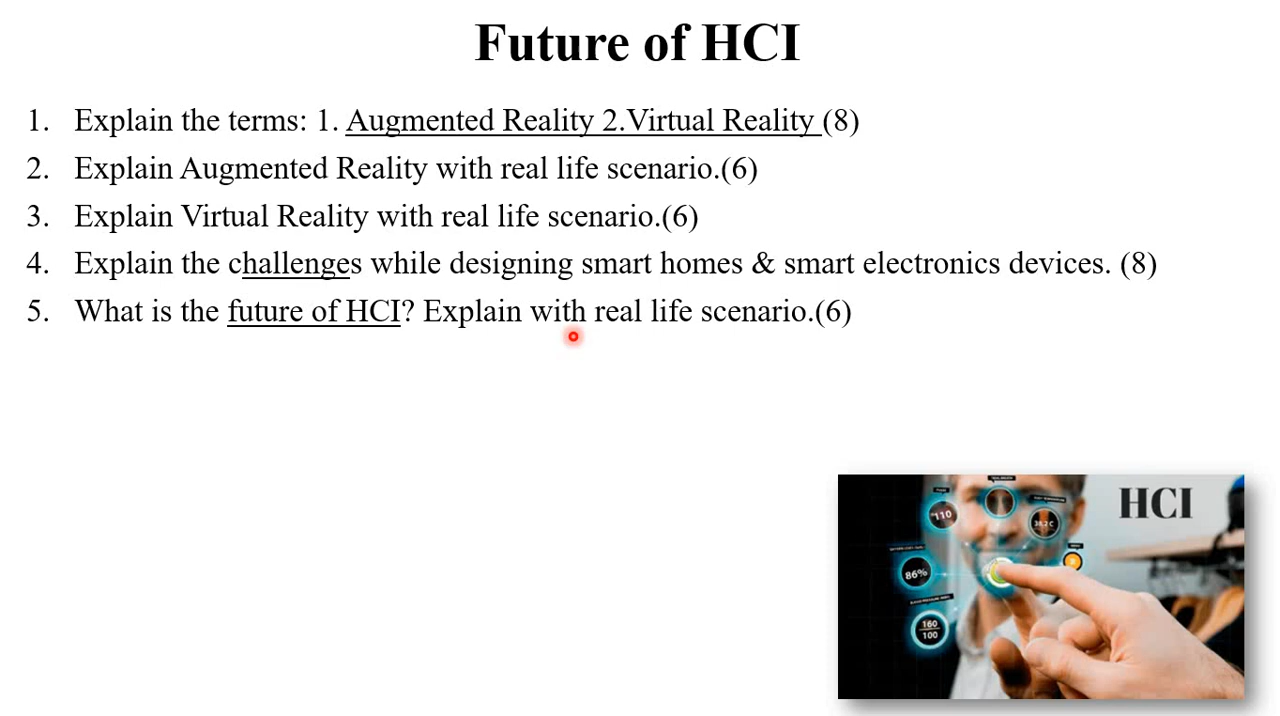 Future of HCI
1. Explain the terms: 1. Augmented Reality 2.Virtual Reality (8)
2. Explain Augmented Reality with real life scenario.(6)
3. Explain Virtual Reality with real life scenario.(6)
4. Explain the challenges while designing smart homes & smart electronics devices. (8)
5. What is the future of HCI? Explain with real life scenario.(6)
HCI
110
38.2 C
86%
160
100